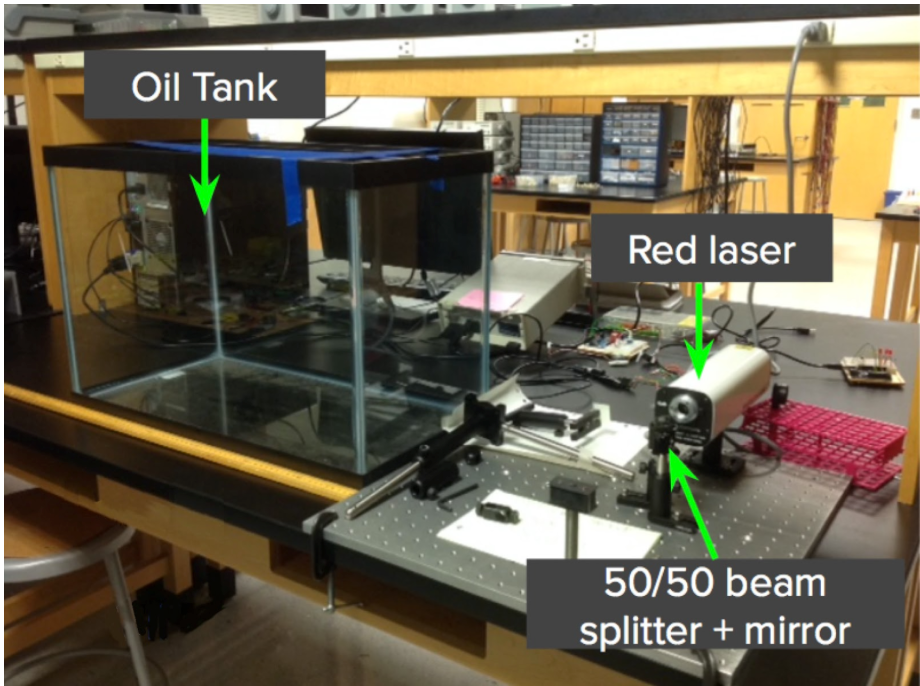 Oil Tank
Red laser
50/50 beam
splitter + mirror